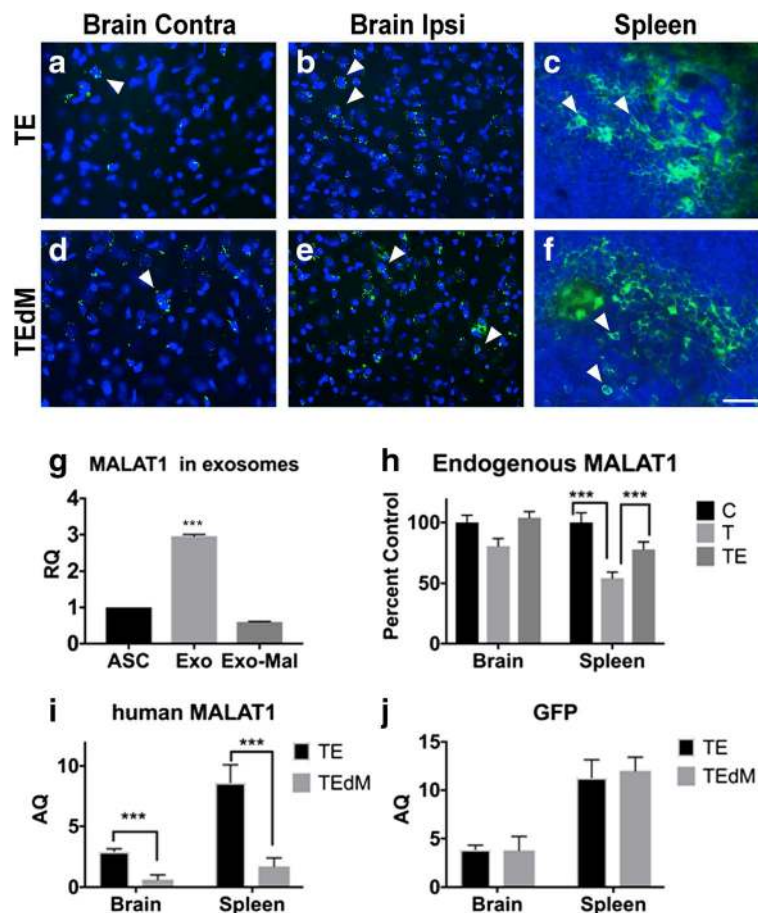 Brain Contra Brain Ipsi Spleen
TE
a b c
TEdM
d e f
g MALAT1 in exosomes
***
RQ
4
3
2
1
0
ASC Exo Exo-Mal
h Endogenous MALAT1
*** ***
Percent Control
100
50
0
Brain Spleen
C
T
TE
i human MALAT1
***
***
AQ
10
5
0
Brain Spleen
TE
TEdM
j GFP
AQ
15
10
5
0
Brain Spleen
TE
TEdM